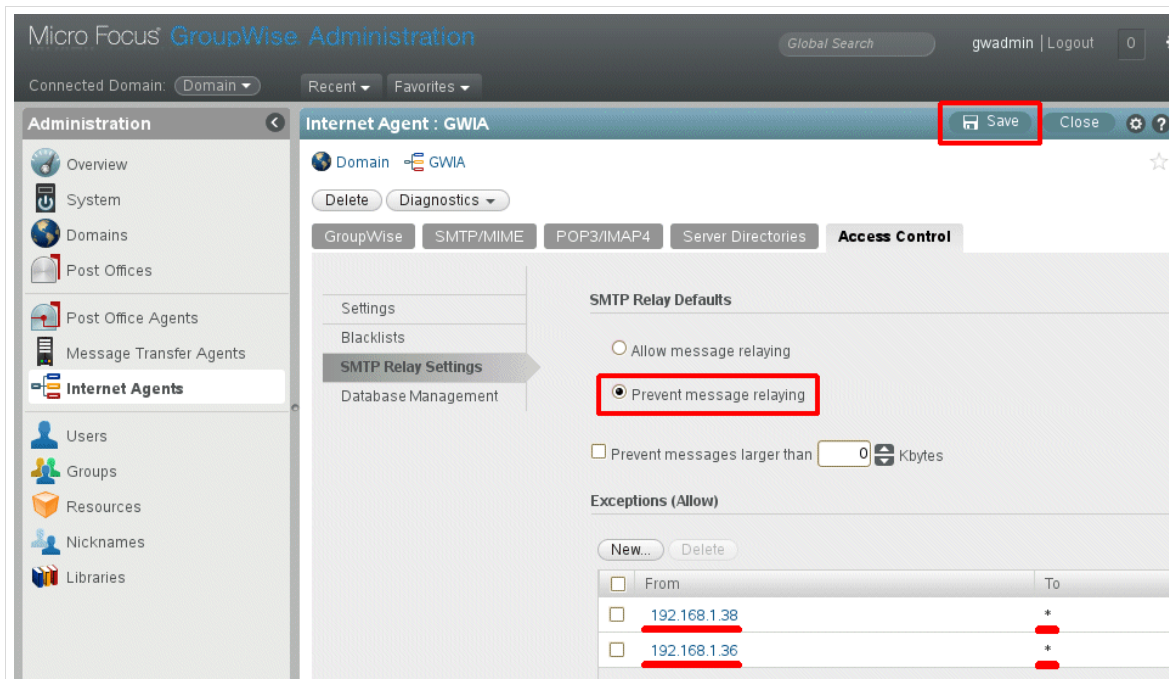 Micro Focus GroupWise Administration
Global Search
gwadmin | Logout 0
Connected Domain: Domain
Recent Favorites
Administration
Internet Agent : GWIA
Save Close ?
Overview
System
Domains
Post Offices
Post Office Agents
Message Transfer Agents
Internet Agents
Users
Groups
Resources
Nicknames
Libraries
Domain GWIA
Delete Diagnostics
GroupWise SMTP/MIME POP3/IMAP4 Server Directories Access Control
Settings
Blacklists
SMTP Relay Settings
Database Management
SMTP Relay Defaults
Allow message relaying
Prevent message relaying
Prevent messages larger than 0 Kbytes
Exceptions (Allow)
New... Delete
From To
192.168.1.38 *
192.168.1.36 *